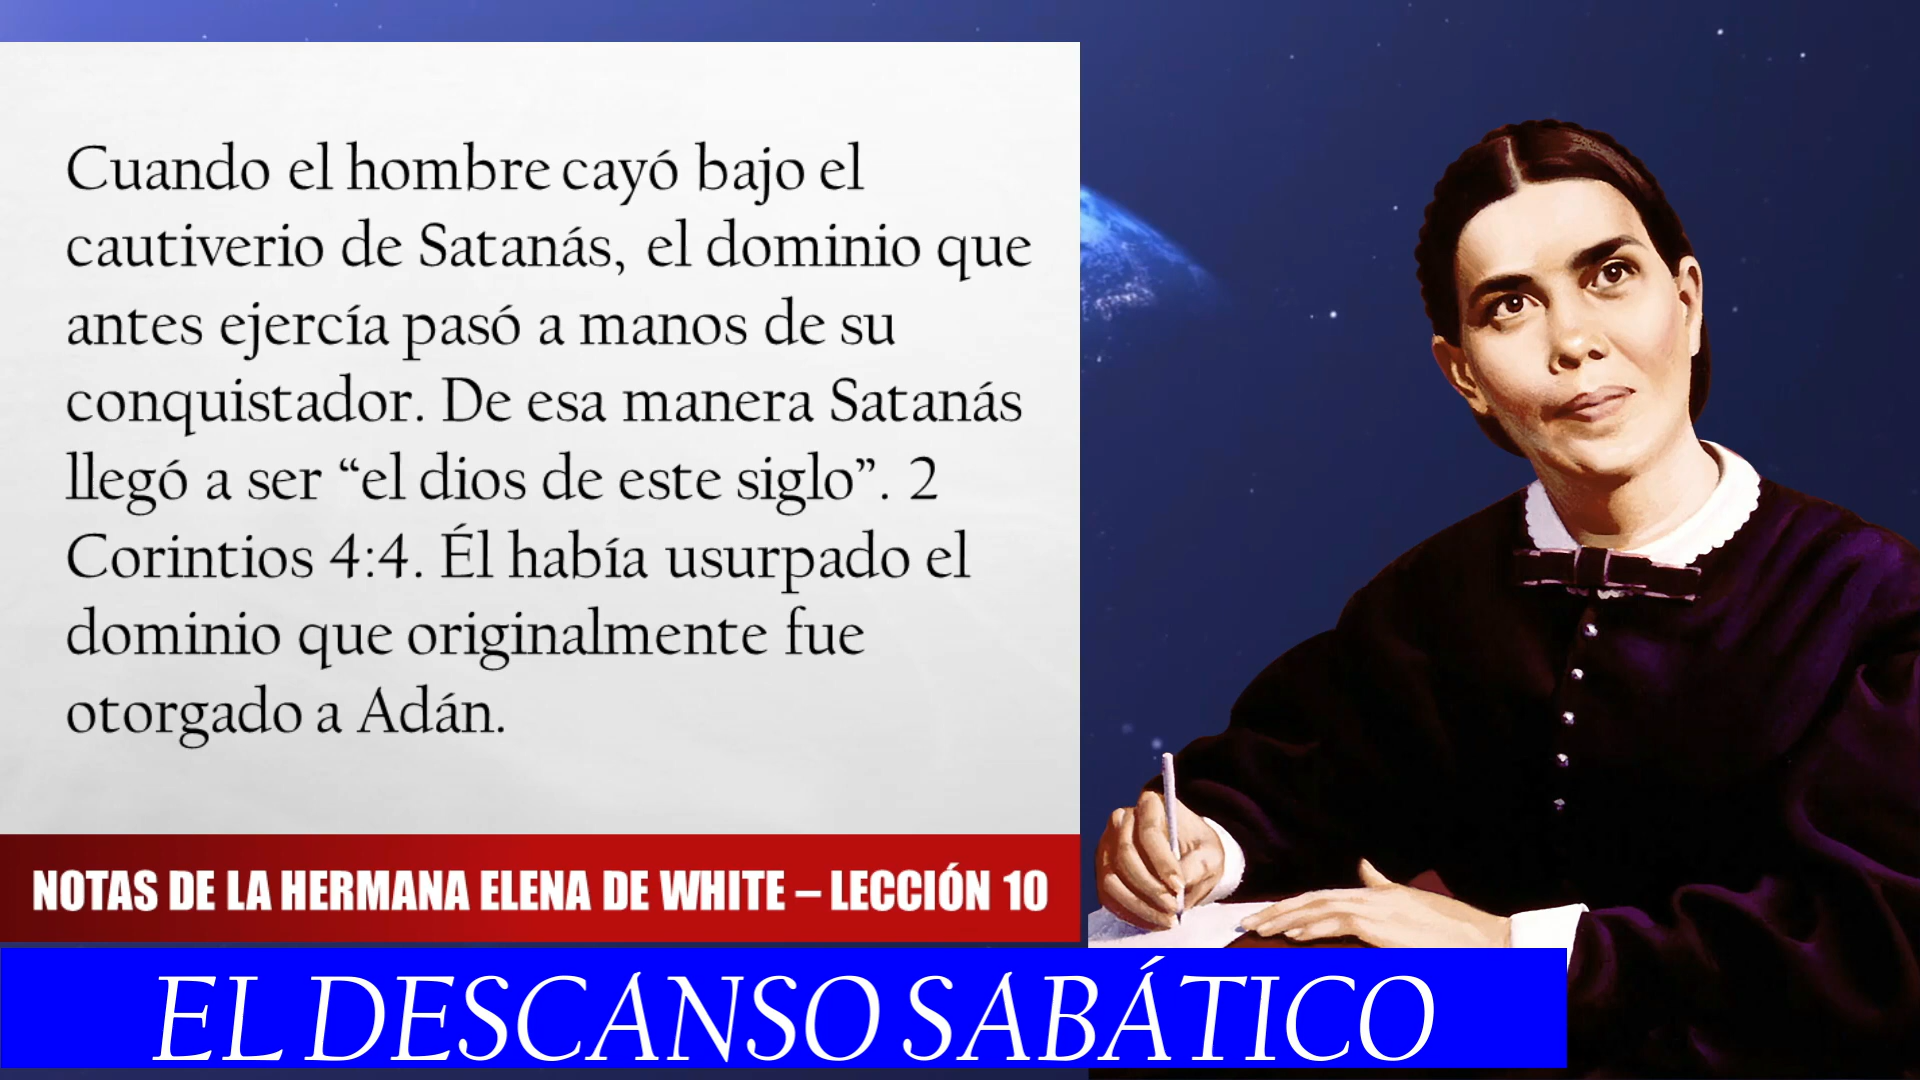 Cuando el hombre cayó bajo el
cautiverio de Satanás, el dominio que
antes ejercía pasó a manos de su
conquistador. De esa manera Satanás
llegó a ser “el dios de este siglo”. 2
Corintios 4:4. Él había usurpado el
dominio que originalmente fue
otorgado a Adán.
NOTAS DE LA HERMANA ELENA DE WHITE – LECCIÓN 10
EL DESCANSO SABÁTICO